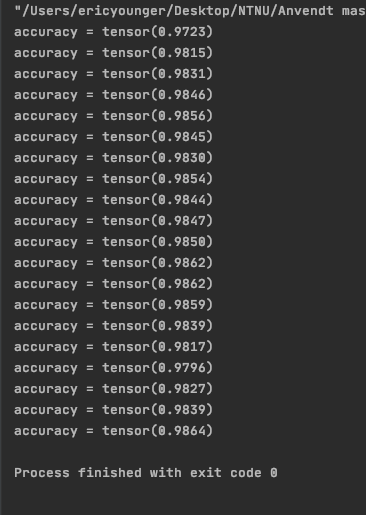 "/Users/ericyounger/Desktop/NTNU/Anvendt mas
accuracy = tensor(0.9723)
accuracy = tensor(0.9815)
accuracy = tensor(0.9831)
accuracy = tensor(0.9846)
accuracy = tensor(0.9856)
accuracy = tensor(0.9845)
accuracy = tensor(0.9830)
accuracy = tensor(0.9854)
accuracy = tensor(0.9844)
accuracy = tensor(0.9847)
accuracy = tensor(0.9850)
accuracy = tensor(0.9862)
accuracy = tensor(0.9862)
accuracy = tensor(0.9859)
accuracy = tensor(0.9839)
accuracy = tensor(0.9817)
accuracy = tensor(0.9796)
accuracy = tensor(0.9827)
accuracy = tensor(0.9839)
accuracy = tensor(0.9864)
Process finished with exit code 0